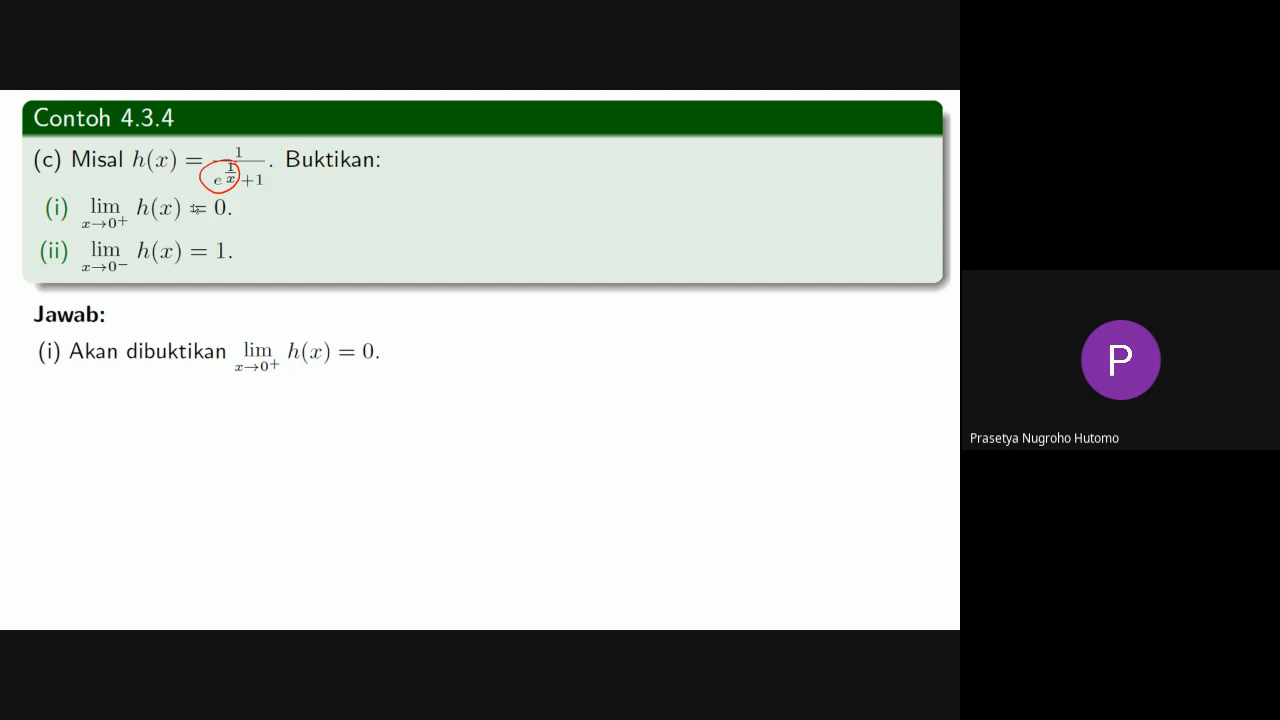 Contoh 4.3.4
(c) Misal h(x) = 1 / (e^{1/x} + 1). Buktikan:
(i) lim_{x→0⁺} h(x) = 0.
(ii) lim_{x→0⁻} h(x) = 1.
Jawab:
(i) Akan dibuktikan lim_{x→0⁺} h(x) = 0.
P
Prasetya Nugroho Hutomo